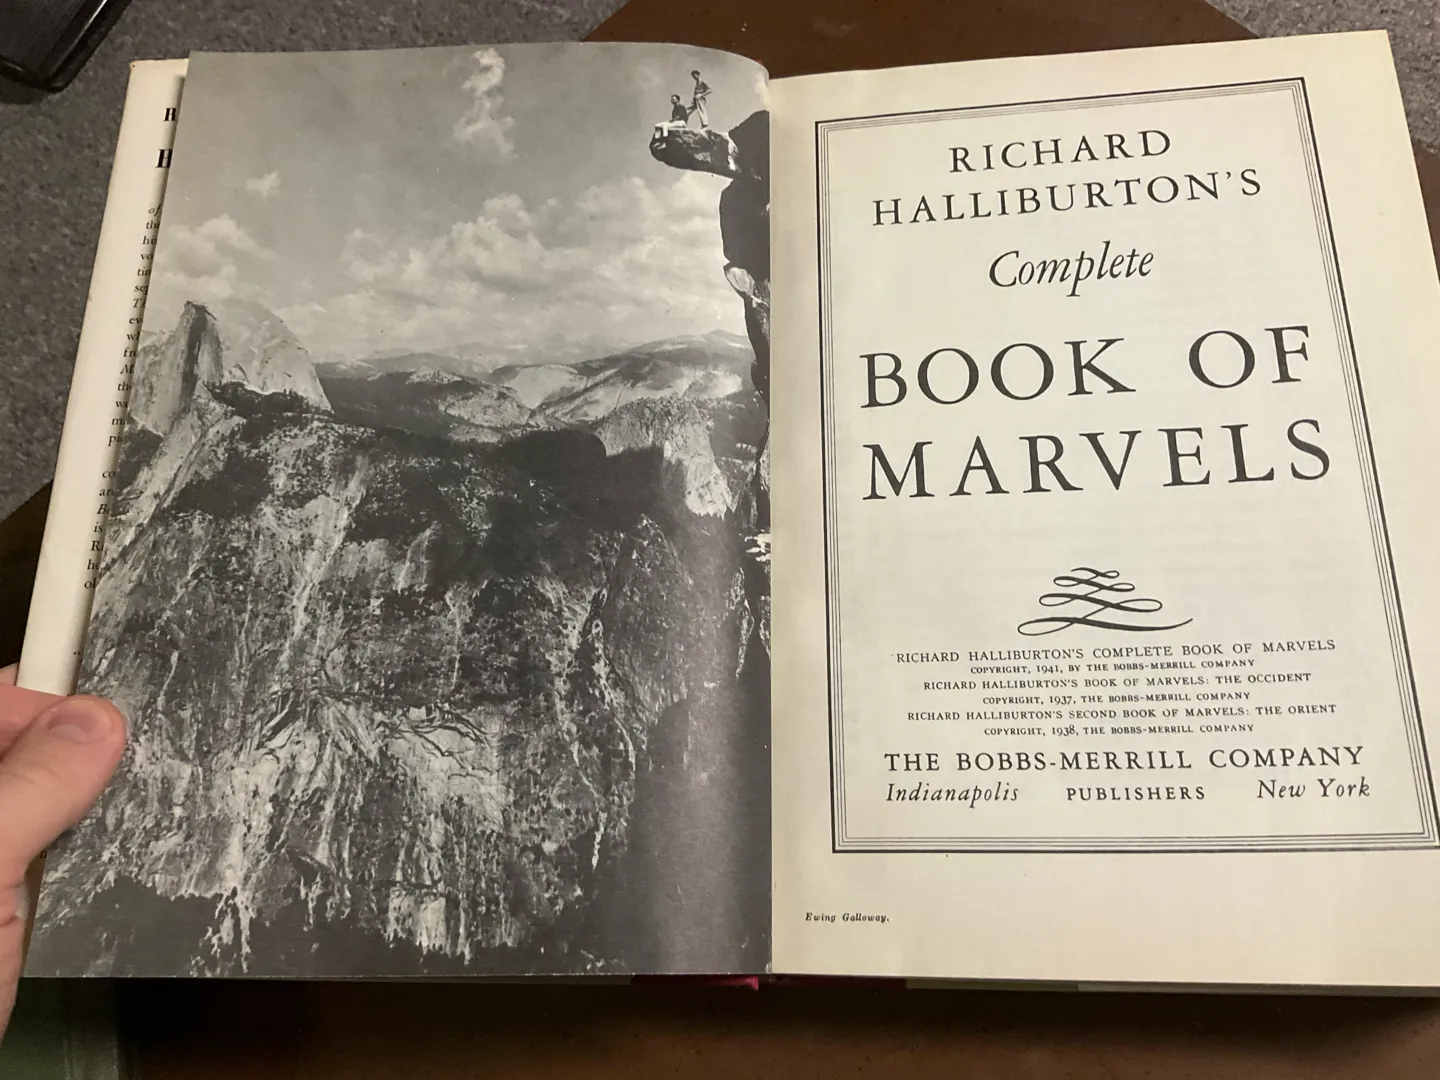 RICHARD
HALLIBURTON'S
Complete
BOOK OF
MARVELS
RICHARD HALLIBURTON'S COMPLETE BOOK OF MARVELS
COPYRIGHT, 1941, BY THE BOBBS-MERRILL COMPANY
RICHARD HALLIBURTON'S BOOK OF MARVELS: THE OCCIDENT
COPYRIGHT, 1937, THE BOBBS-MERRILL COMPANY
RICHARD HALLIBURTON'S SECOND BOOK OF MARVELS: THE ORIENT
COPYRIGHT, 1938, THE BOBBS-MERRILL COMPANY
THE BOBBS-MERRILL COMPANY
Indianapolis PUBLISHERS New York
Ewing Galloway.